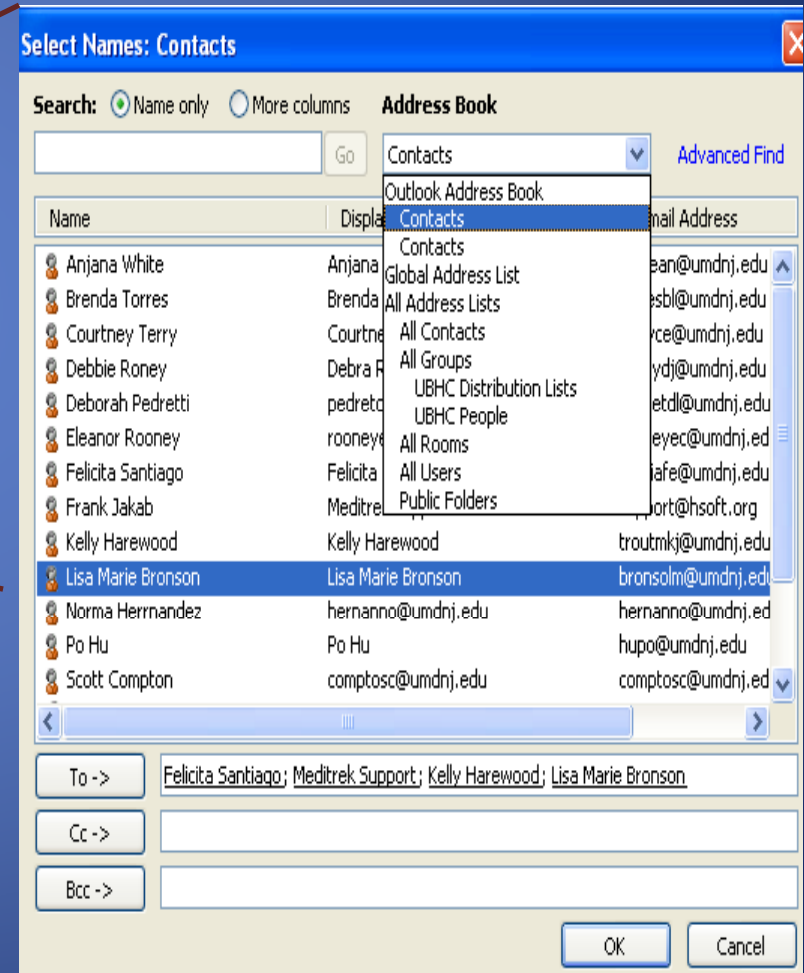 Select Names: Contacts
Search: Name only More columns Address Book
Go Contacts Advanced Find
Outlook Address Book
Contacts
Contacts
Global Address List
All Address Lists
All Contacts
All Groups
UBHC Distribution Lists
UBHC People
All Rooms
All Users
Public Folders
Name Displa mail Address
Anjana White Anjana ean@umdnj.edu
Brenda Torres Brenda esbl@umdnj.edu
Courtney Terry Courtne yce@umdnj.edu
Debbie Roney Debra R ydj@umdnj.edu
Deborah Pedretti pedretd etdl@umdnj.edu
Eleanor Rooney rooneye eyec@umdnj.ed
Felicita Santiago Felicita iafe@umdnj.edu
Frank Jakab Meditre port@hsoft.org
Kelly Harewood Kelly Harewood troutmkj@umdnj.edu
Lisa Marie Bronson Lisa Marie Bronson bronsolm@umdnj.edu
Norma Herrnandez hernanno@umdnj.edu hernanno@umdnj.ed
Po Hu Po Hu hupo@umdnj.edu
Scott Compton comptosc@umdnj.edu comptosc@umdnj.ed
To -> Felicita Santiago; Meditrek Support; Kelly Harewood; Lisa Marie Bronson
Cc ->
Bcc ->
OK Cancel